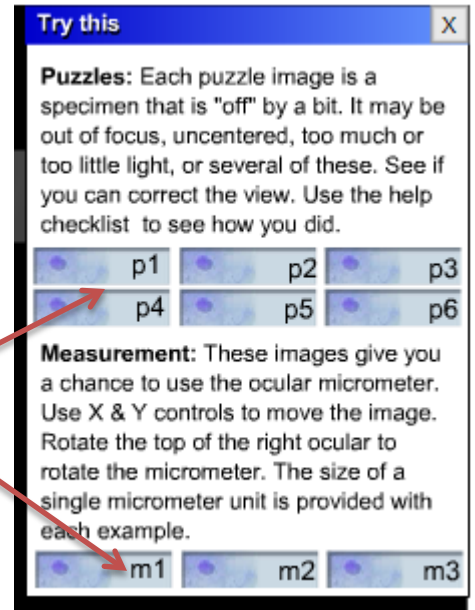 Try this X
Puzzles: Each puzzle image is a
specimen that is "off" by a bit. It may be
out of focus, uncentered, too much or
too little light, or several of these. See if
you can correct the view. Use the help
checklist to see how you did.
p1 p2 p3
p4 p5 p6
Measurement: These images give you
a chance to use the ocular micrometer.
Use X & Y controls to move the image.
Rotate the top of the right ocular to
rotate the micrometer. The size of a
single micrometer unit is provided with
each example.
m1 m2 m3